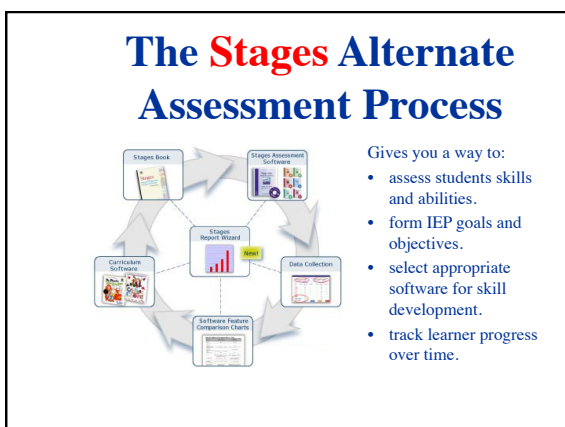 The Stages Alternate
Assessment Process
Stages Book
Stages Assessment
Software
Stages
Report Wizard
New!
Curriculum
Software
Data Collection
Software Feature
Comparison Charts
Gives you a way to:
• assess students skills
and abilities.
• form IEP goals and
objectives.
• select appropriate
software for skill
development.
• track learner progress
over time.